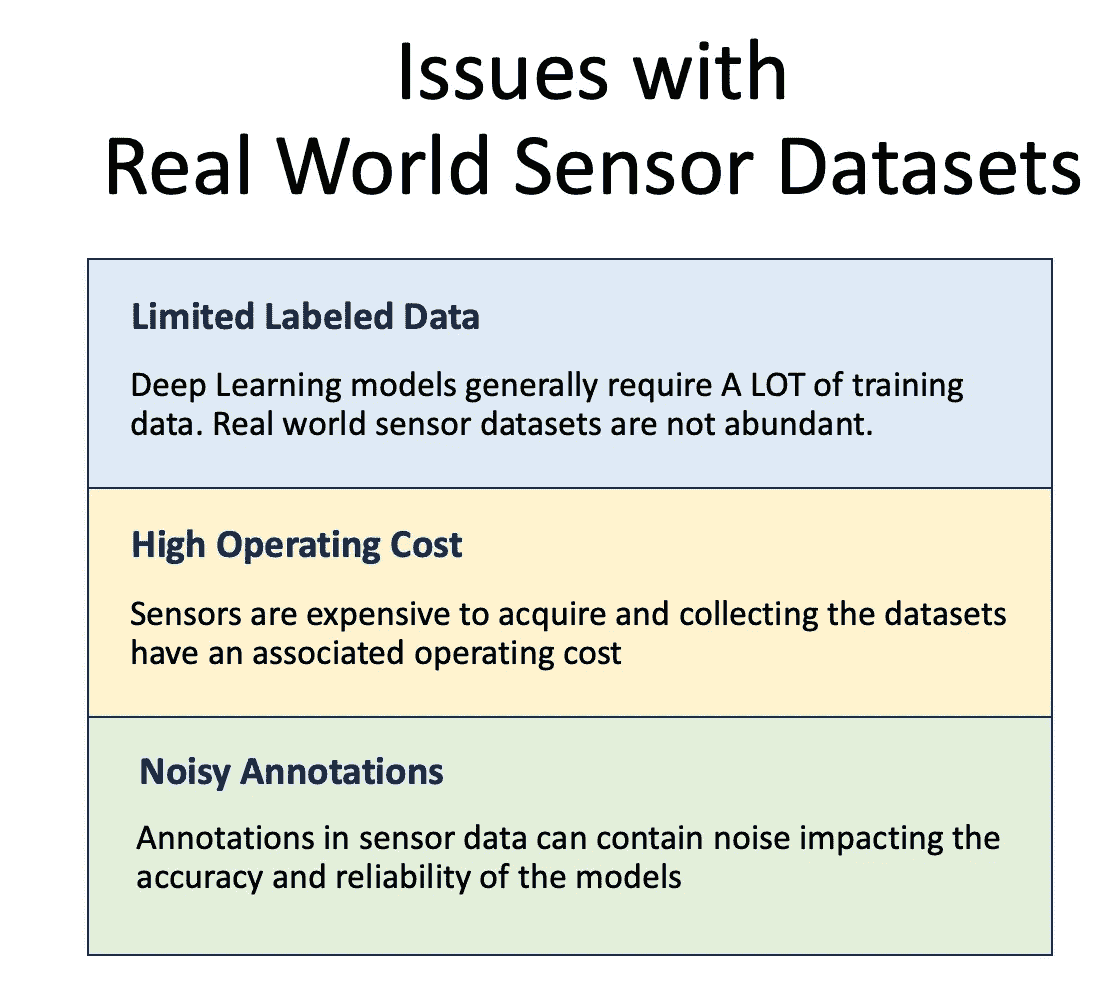 Issues with
Real World Sensor Datasets
Limited Labeled Data
Deep Learning models generally require A LOT of training
data. Real world sensor datasets are not abundant.
High Operating Cost
Sensors are expensive to acquire and collecting the datasets
have an associated operating cost
Noisy Annotations
Annotations in sensor data can contain noise impacting the
accuracy and reliability of the models